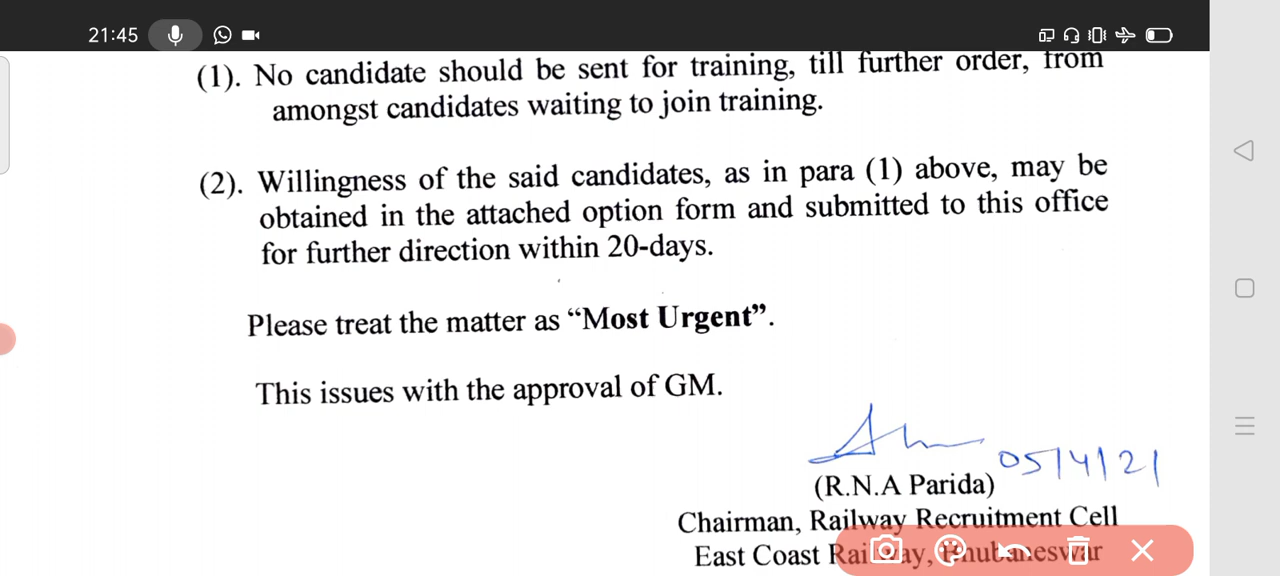 21:45
(1). No candidate should be sent for training, till further order, from
amongst candidates waiting to join training.
(2). Willingness of the said candidates, as in para (1) above, may be
obtained in the attached option form and submitted to this office
for further direction within 20-days.
Please treat the matter as “Most Urgent”.
This issues with the approval of GM.
05/4/21
(R.N.A Parida)
Chairman, Railway Recruitment Cell
East Coast Railway, Bhubaneswar